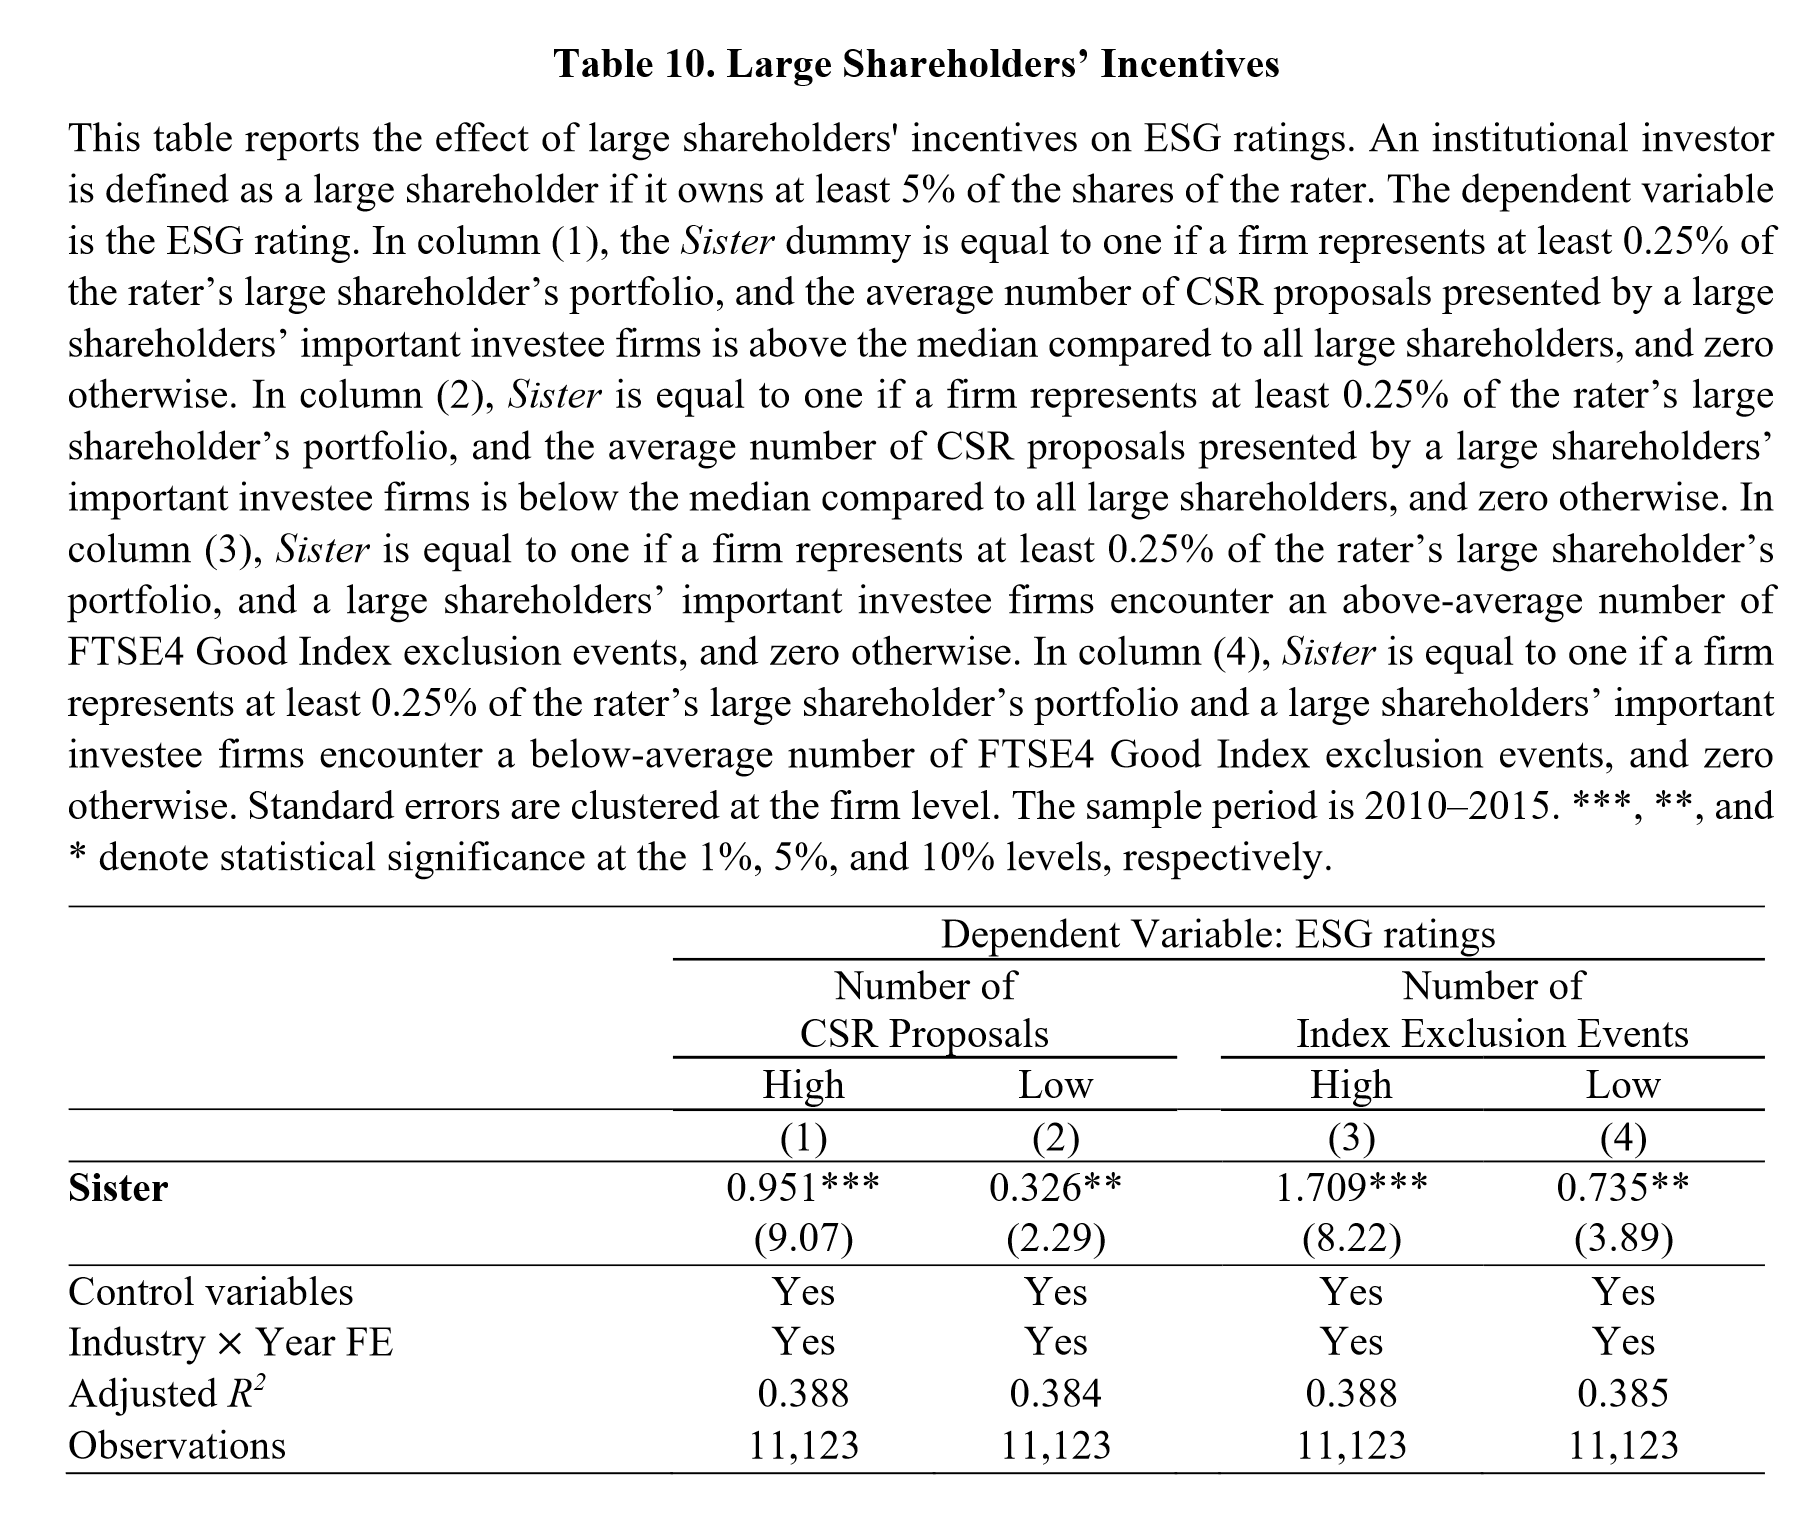 Table 10. Large Shareholders’ Incentives
This table reports the effect of large shareholders' incentives on ESG ratings. An institutional investor
is defined as a large shareholder if it owns at least 5% of the shares of the rater. The dependent variable
is the ESG rating. In column (1), the Sister dummy is equal to one if a firm represents at least 0.25% of
the rater’s large shareholder’s portfolio, and the average number of CSR proposals presented by a large
shareholders’ important investee firms is above the median compared to all large shareholders, and zero
otherwise. In column (2), Sister is equal to one if a firm represents at least 0.25% of the rater’s large
shareholder’s portfolio, and the average number of CSR proposals presented by a large shareholders’
important investee firms is below the median compared to all large shareholders, and zero otherwise. In
column (3), Sister is equal to one if a firm represents at least 0.25% of the rater’s large shareholder’s
portfolio, and a large shareholders’ important investee firms encounter an above-average number of
FTSE4 Good Index exclusion events, and zero otherwise. In column (4), Sister is equal to one if a firm
represents at least 0.25% of the rater’s large shareholder’s portfolio and a large shareholders’ important
investee firms encounter a below-average number of FTSE4 Good Index exclusion events, and zero
otherwise. Standard errors are clustered at the firm level. The sample period is 2010–2015. ***, **, and
* denote statistical significance at the 1%, 5%, and 10% levels, respectively.
Dependent Variable: ESG ratings
Number of Number of
CSR Proposals Index Exclusion Events
High Low High Low
(1) (2) (3) (4)
Sister 0.951*** 0.326** 1.709*** 0.735**
(9.07) (2.29) (8.22) (3.89)
Control variables Yes Yes Yes Yes
Industry × Year FE Yes Yes Yes Yes
Adjusted R² 0.388 0.384 0.388 0.385
Observations 11,123 11,123 11,123 11,123